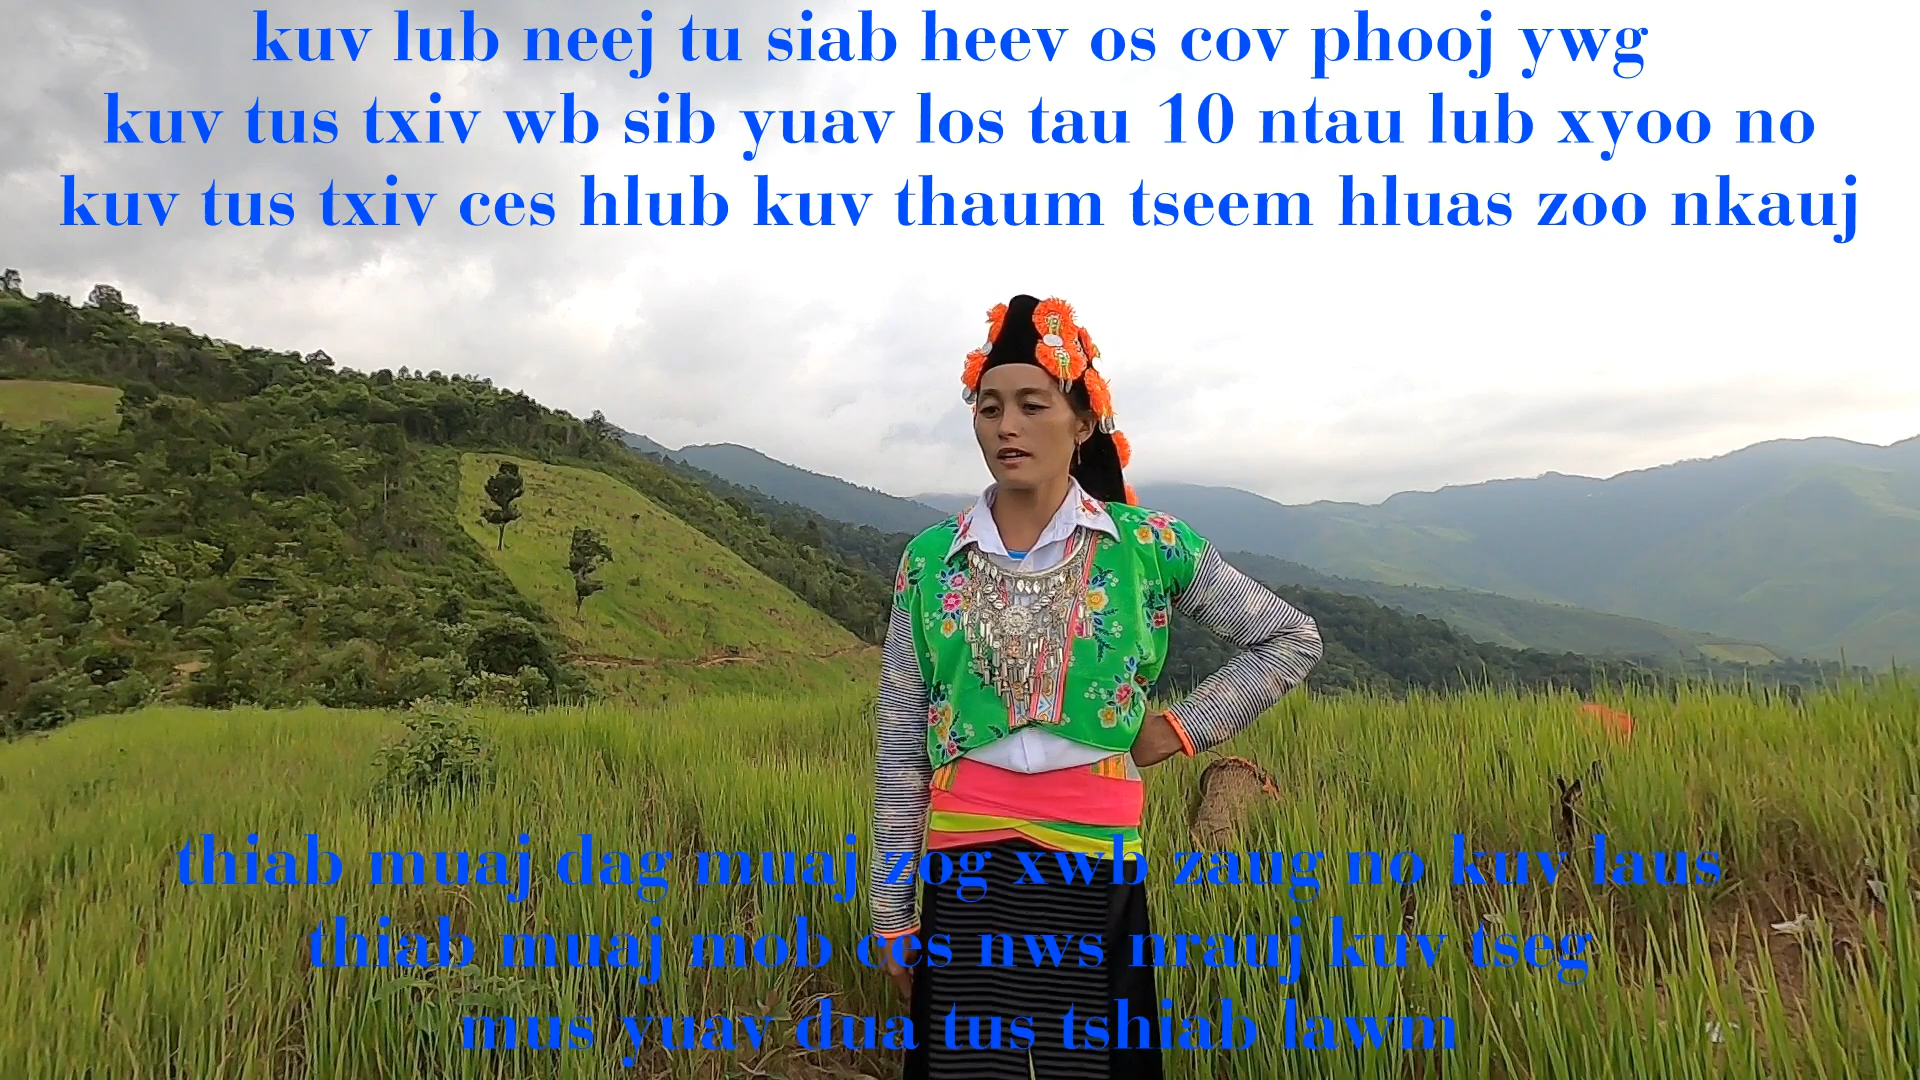 kuv lub neej tu siab heev os cov phooj ywg
kuv tus txiv wb sib yuav los tau 10 ntau lub xyoo no
kuv tus txiv ces hlub kuv thaum tseem hluas zoo nkauj
thiab muaj dag muaj zog xwb zaug no kuv laus
thiab muaj mob ces nws nrauj kuv tseg
mus yuav dua tus tshiab lawm